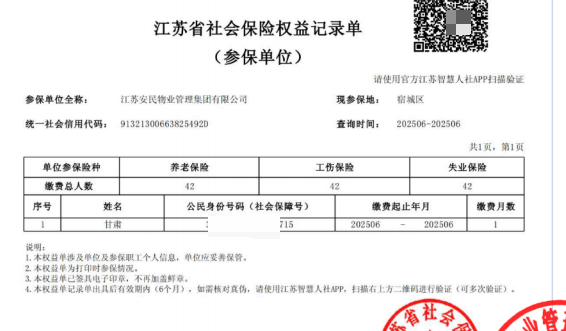 江苏省社会保险权益记录单
（参保单位）
请使用官方江苏智慧人社APP扫描验证
参保单位全称： 江苏安民物业管理集团有限公司 现参保地： 宿城区
统一社会信用代码： 91321300663825492D 查询时间： 202506-202506
共1页，第1页
单位参保险种 养老保险 工伤保险 失业保险
缴费总人数 42 42 42
序号 姓名 公民身份号码（社会保障号） 缴费起止年月 缴费月数
1 甘肃 715 202506 - 202506 1
说明：
1. 本权益单涉及单位及参保职工个人信息，单位应妥善保管。
2. 本权益单为打印时参保情况。
3. 本权益单已签具电子印章，不再加盖鲜章。
4. 本权益单记录单出具后有效期内（6个月），如需核对真伪，请使用江苏智慧人社APP，扫描右上方二维码进行验证（可多次验证）。
省社会保
业管